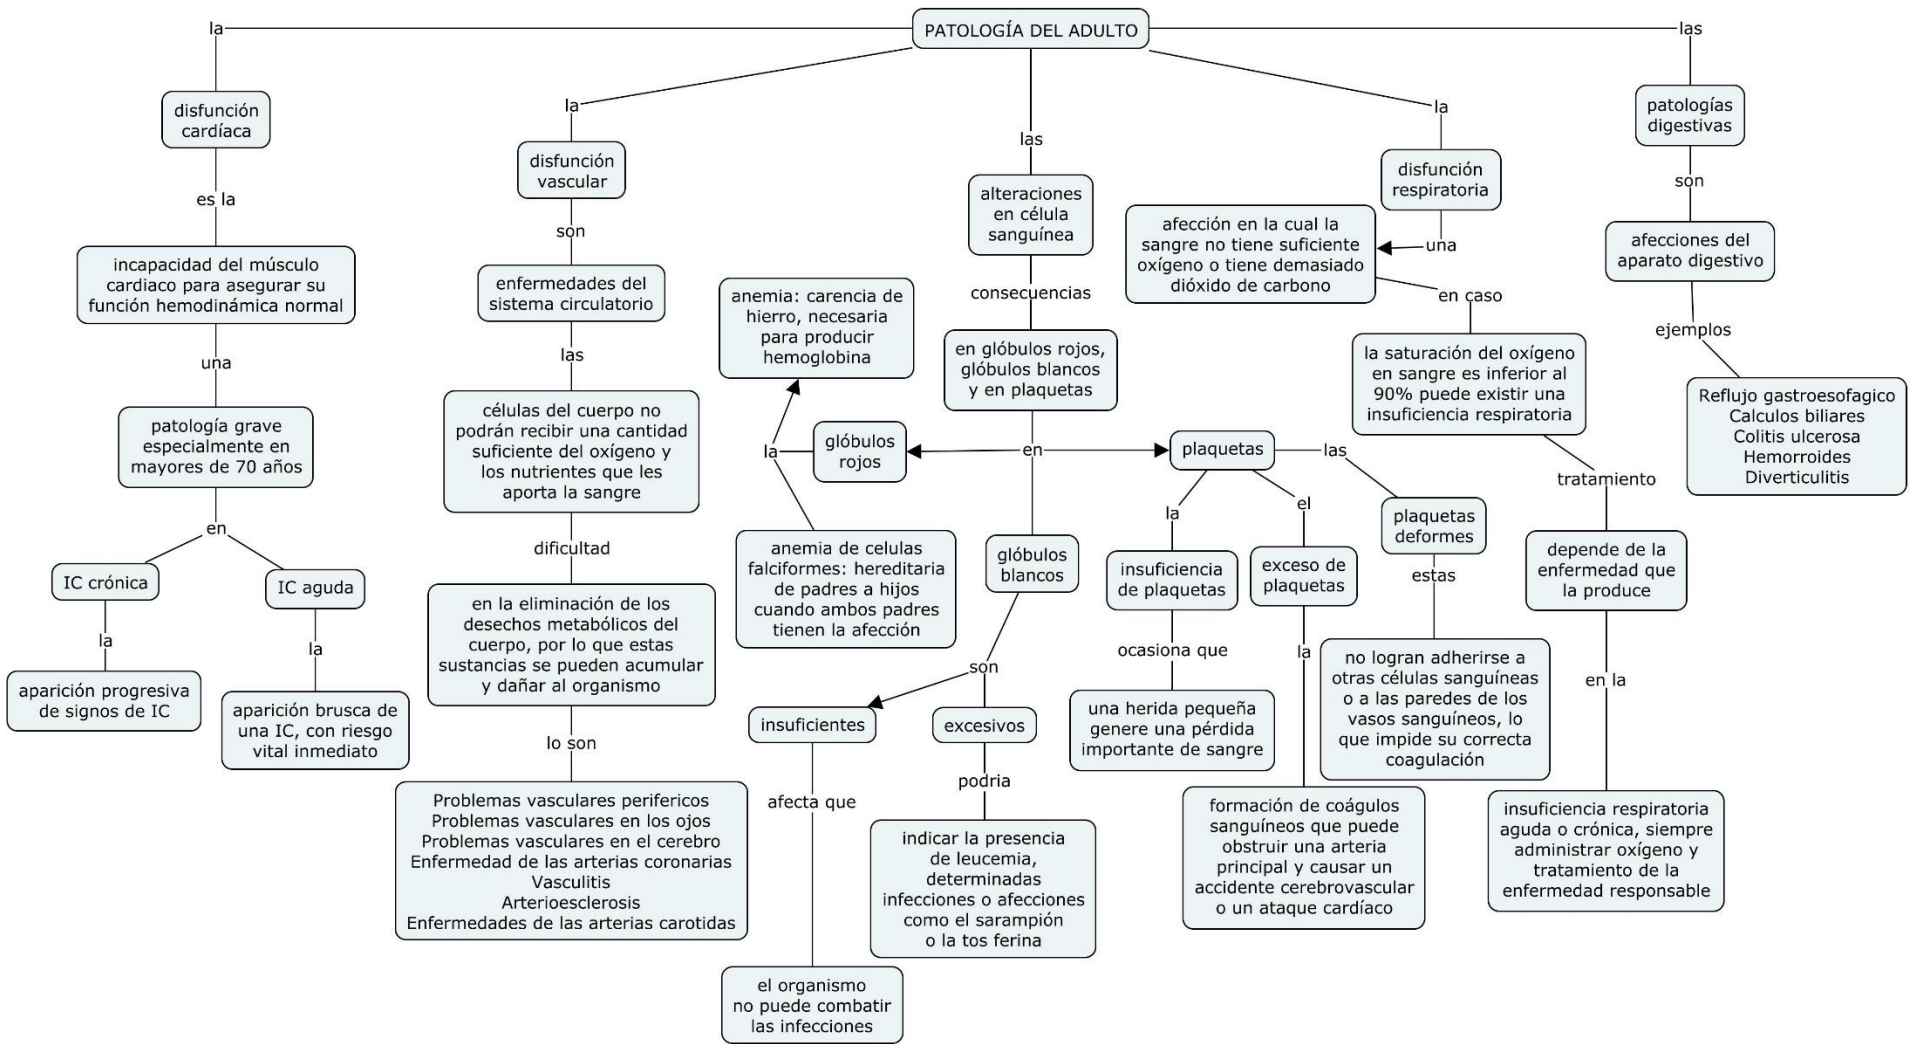 PATOLOGÍA DEL ADULTO
la
disfunción
cardíaca
es la
incapacidad del músculo
cardiaco para asegurar su
función hemodinámica normal
una
patología grave
especialmente en
mayores de 70 años
en
IC crónica
la
aparición progresiva
de signos de IC
IC aguda
la
aparición brusca de
una IC, con riesgo
vital inmediato
la
disfunción
vascular
son
enfermedades del
sistema circulatorio
las
células del cuerpo no
podrán recibir una cantidad
suficiente del oxígeno y
los nutrientes que les
aporta la sangre
dificultad
en la eliminación de los
desechos metabólicos del
cuerpo, por lo que estas
sustancias se pueden acumular
y dañar al organismo
lo son
Problemas vasculares perifericos
Problemas vasculares en los ojos
Problemas vasculares en el cerebro
Enfermedad de las arterias coronarias
Vasculitis
Arterioesclerosis
Enfermedades de las arterias carotidas
las
alteraciones
en célula
sanguínea
consecuencias
en glóbulos rojos,
glóbulos blancos
y en plaquetas
en
glóbulos
rojos
la
anemia: carencia de
hierro, necesaria
para producir
hemoglobina
anemia de celulas
falciformes: hereditaria
de padres a hijos
cuando ambos padres
tienen la afección
glóbulos
blancos
son
insuficientes
afecta que
el organismo
no puede combatir
las infecciones
excesivos
podria
indicar la presencia
de leucemia,
determinadas
infecciones o afecciones
como el sarampión
o la tos ferina
plaquetas
la
insuficiencia
de plaquetas
ocasiona que
una herida pequeña
genere una pérdida
importante de sangre
el
exceso de
plaquetas
la
formación de coágulos
sanguíneos que puede
obstruir una arteria
principal y causar un
accidente cerebrovascular
o un ataque cardíaco
las
plaquetas
deformes
estas
no logran adherirse a
otras células sanguíneas
o a las paredes de los
vasos sanguíneos, lo
que impide su correcta
coagulación
la
disfunción
respiratoria
una
afección en la cual la
sangre no tiene suficiente
oxígeno o tiene demasiado
dióxido de carbono
en caso
la saturación del oxígeno
en sangre es inferior al
90% puede existir una
insuficiencia respiratoria
tratamiento
depende de la
enfermedad que
la produce
en la
insuficiencia respiratoria
aguda o crónica, siempre
administrar oxígeno y
tratamiento de la
enfermedad responsable
las
patologías
digestivas
son
afecciones del
aparato digestivo
ejemplos
Reflujo gastroesofagico
Calculos biliares
Colitis ulcerosa
Hemorroides
Diverticulitis